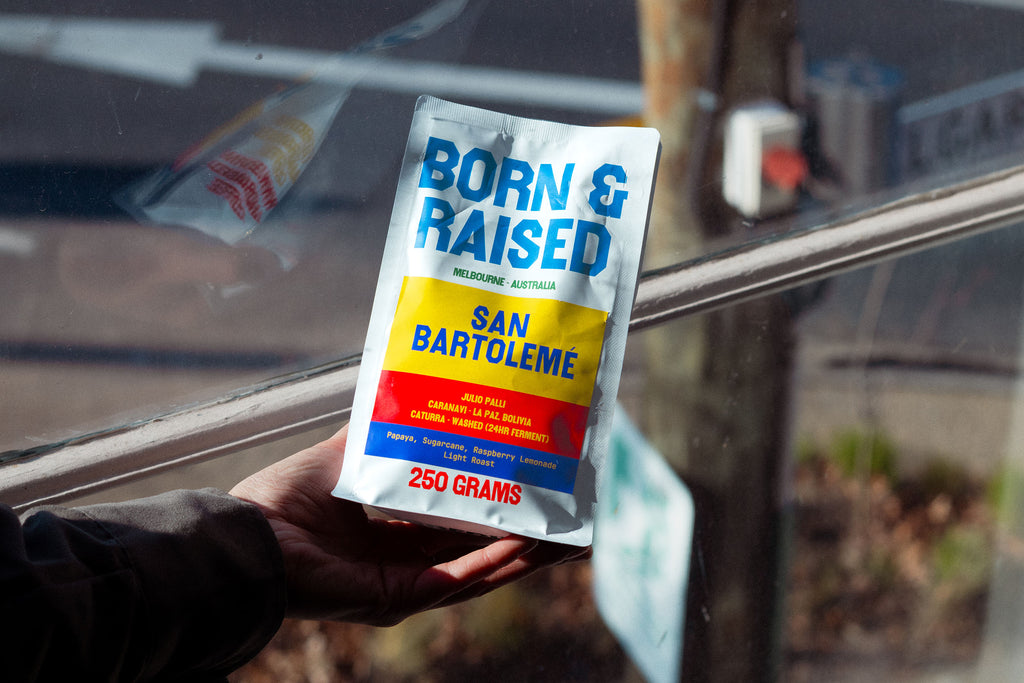 BORN &
RAISED
MELBOURNE · AUSTRALIA
SAN
BARTOLEMÉ
JULIO PALLI
CARANAVI · LA PAZ, BOLIVIA
CATURRA · WASHED (24HR FERMENT)
Papaya, Sugarcane, Raspberry Lemonade
Light Roast
250 GRAMS